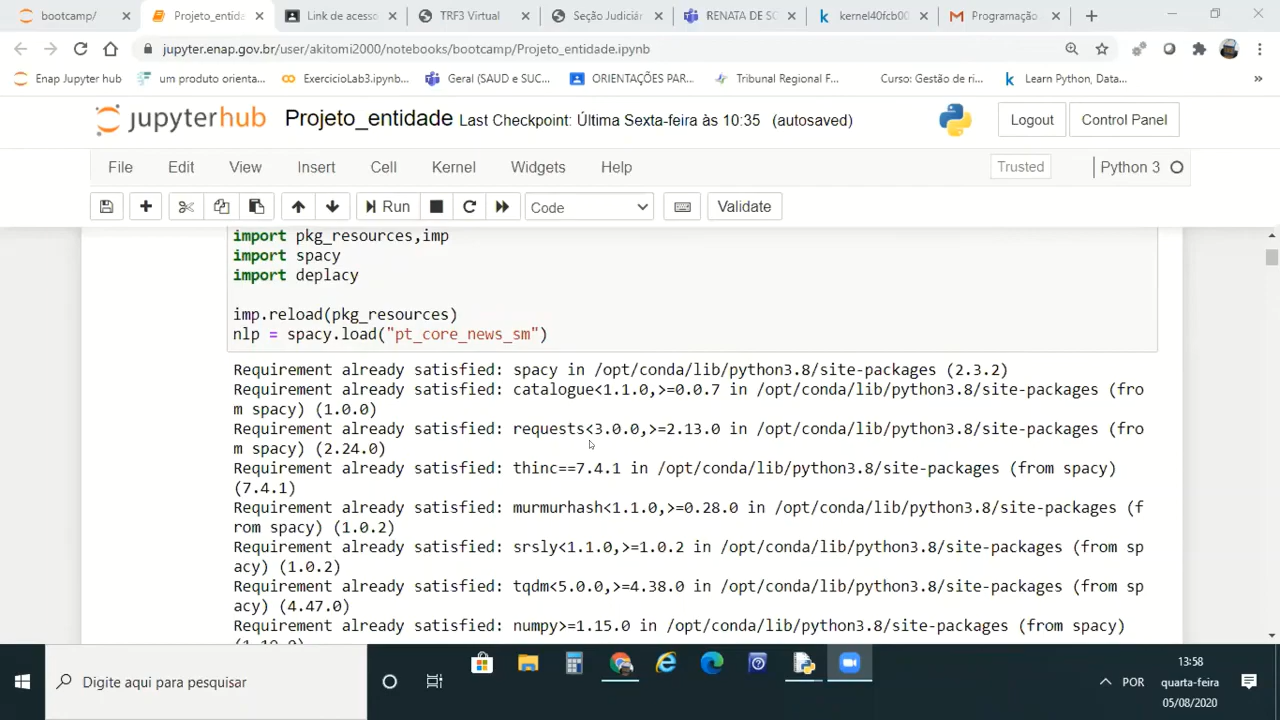 bootcamp/
Projeto_entida
Link de acesso
TRF3 Virtual
Seção Judiciár
RENATA DE SC
kernel40fcb00
Programação
jupyter.enap.gov.br/user/akitomi2000/notebooks/bootcamp/Projeto_entidade.ipynb
Enap Jupyter hub
um produto orienta...
ExercicioLab3.ipynb...
Geral (SAUD e SUC...
ORIENTAÇÕES PAR...
Tribunal Regional F...
Curso: Gestão de ri...
Learn Python, Data...
»
jupyterhub
Projeto_entidade Last Checkpoint: Última Sexta-feira às 10:35 (autosaved)
Logout
Control Panel
File Edit View Insert Cell Kernel Widgets Help
Trusted
Python 3
Run
Code
Validate
import pkg_resources,imp
import spacy
import deplacy
imp.reload(pkg_resources)
nlp = spacy.load("pt_core_news_sm")
Requirement already satisfied: spacy in /opt/conda/lib/python3.8/site-packages (2.3.2)
Requirement already satisfied: catalogue<1.1.0,>=0.0.7 in /opt/conda/lib/python3.8/site-packages (fro
m spacy) (1.0.0)
Requirement already satisfied: requests<3.0.0,>=2.13.0 in /opt/conda/lib/python3.8/site-packages (fro
m spacy) (2.24.0)
Requirement already satisfied: thinc==7.4.1 in /opt/conda/lib/python3.8/site-packages (from spacy)
(7.4.1)
Requirement already satisfied: murmurhash<1.1.0,>=0.28.0 in /opt/conda/lib/python3.8/site-packages (f
rom spacy) (1.0.2)
Requirement already satisfied: srsly<1.1.0,>=1.0.2 in /opt/conda/lib/python3.8/site-packages (from sp
acy) (1.0.2)
Requirement already satisfied: tqdm<5.0.0,>=4.38.0 in /opt/conda/lib/python3.8/site-packages (from sp
acy) (4.47.0)
Requirement already satisfied: numpy>=1.15.0 in /opt/conda/lib/python3.8/site-packages (from spacy)
Digite aqui para pesquisar
POR
13:58
quarta-feira
05/08/2020